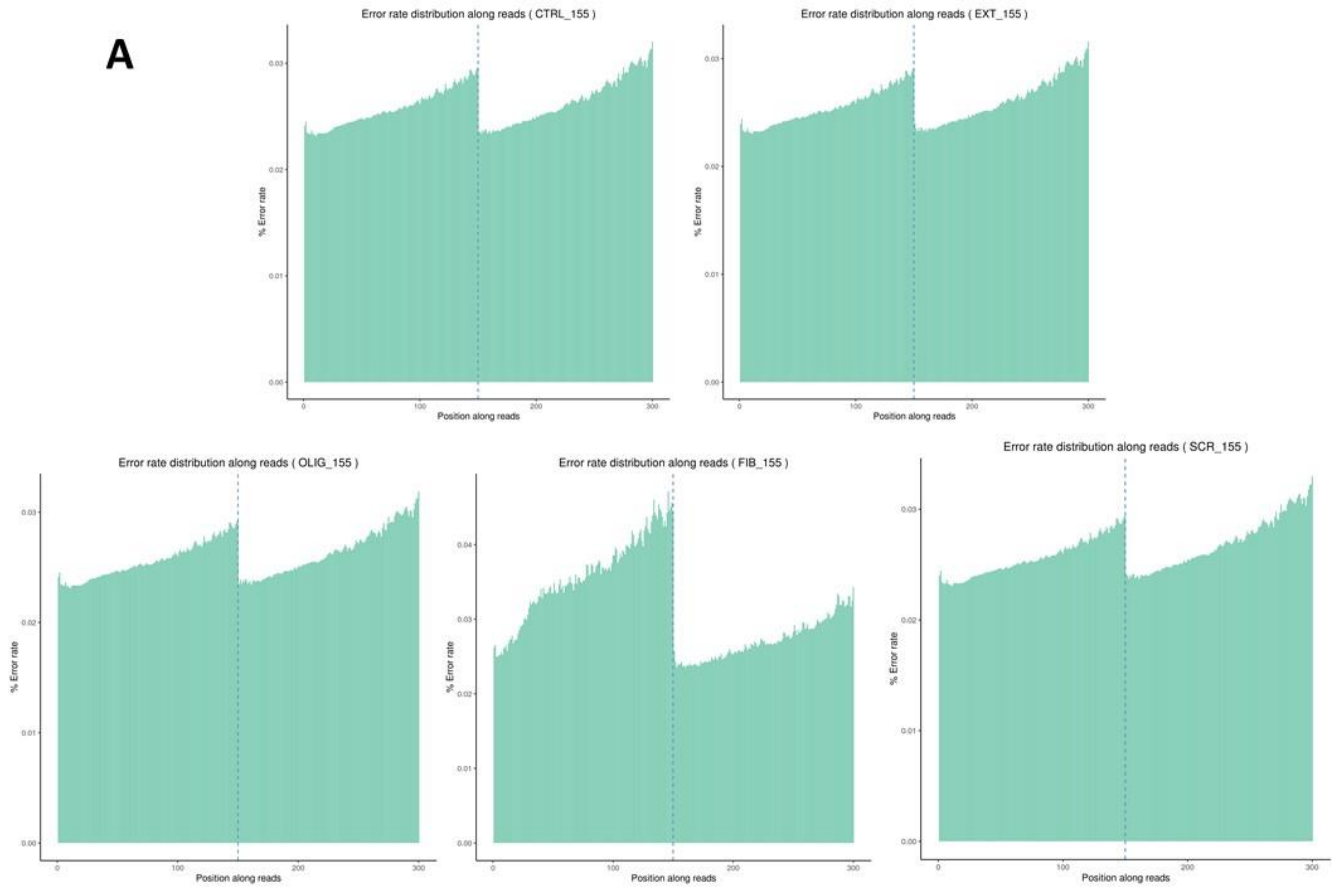 A
Error rate distribution along reads ( CTRL_155 )
% Error rate
0.03
0.02
0.01
0.00
0 100 200 300
Position along reads
Error rate distribution along reads ( EXT_155 )
% Error rate
0.03
0.02
0.01
0.00
0 100 200 300
Position along reads
Error rate distribution along reads ( OLIG_155 )
% Error rate
0.03
0.02
0.01
0.00
0 100 200 300
Position along reads
Error rate distribution along reads ( FIB_155 )
% Error rate
0.04
0.03
0.02
0.01
0.00
0 100 200 300
Position along reads
Error rate distribution along reads ( SCR_155 )
% Error rate
0.03
0.02
0.01
0.00
0 100 200 300
Position along reads